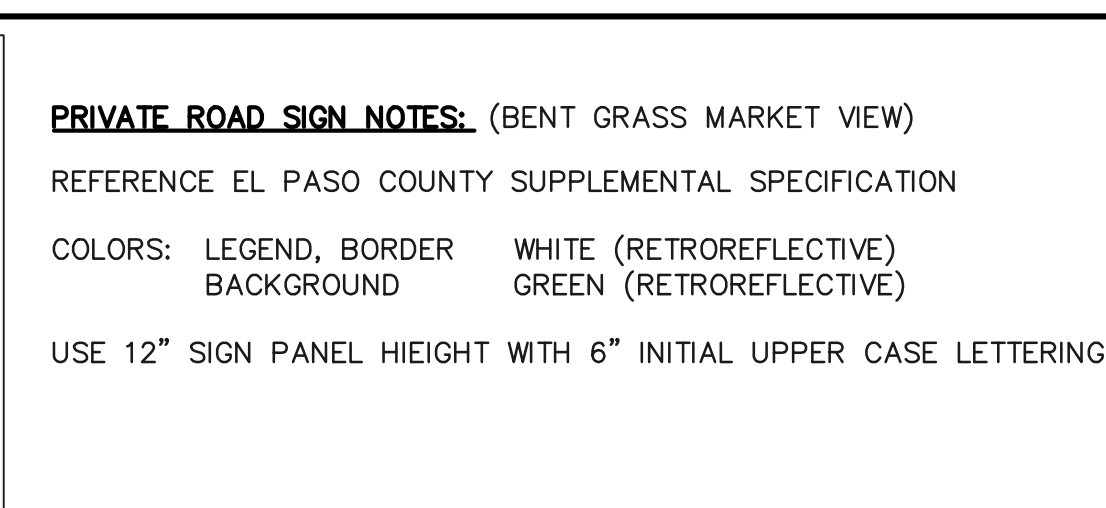 PRIVATE ROAD SIGN NOTES: (BENT GRASS MARKET VIEW)
REFERENCE EL PASO COUNTY SUPPLEMENTAL SPECIFICATION
COLORS: LEGEND, BORDER WHITE (RETROREFLECTIVE)
BACKGROUND GREEN (RETROREFLECTIVE)
USE 12” SIGN PANEL HIEIGHT WITH 6” INITIAL UPPER CASE LETTERING